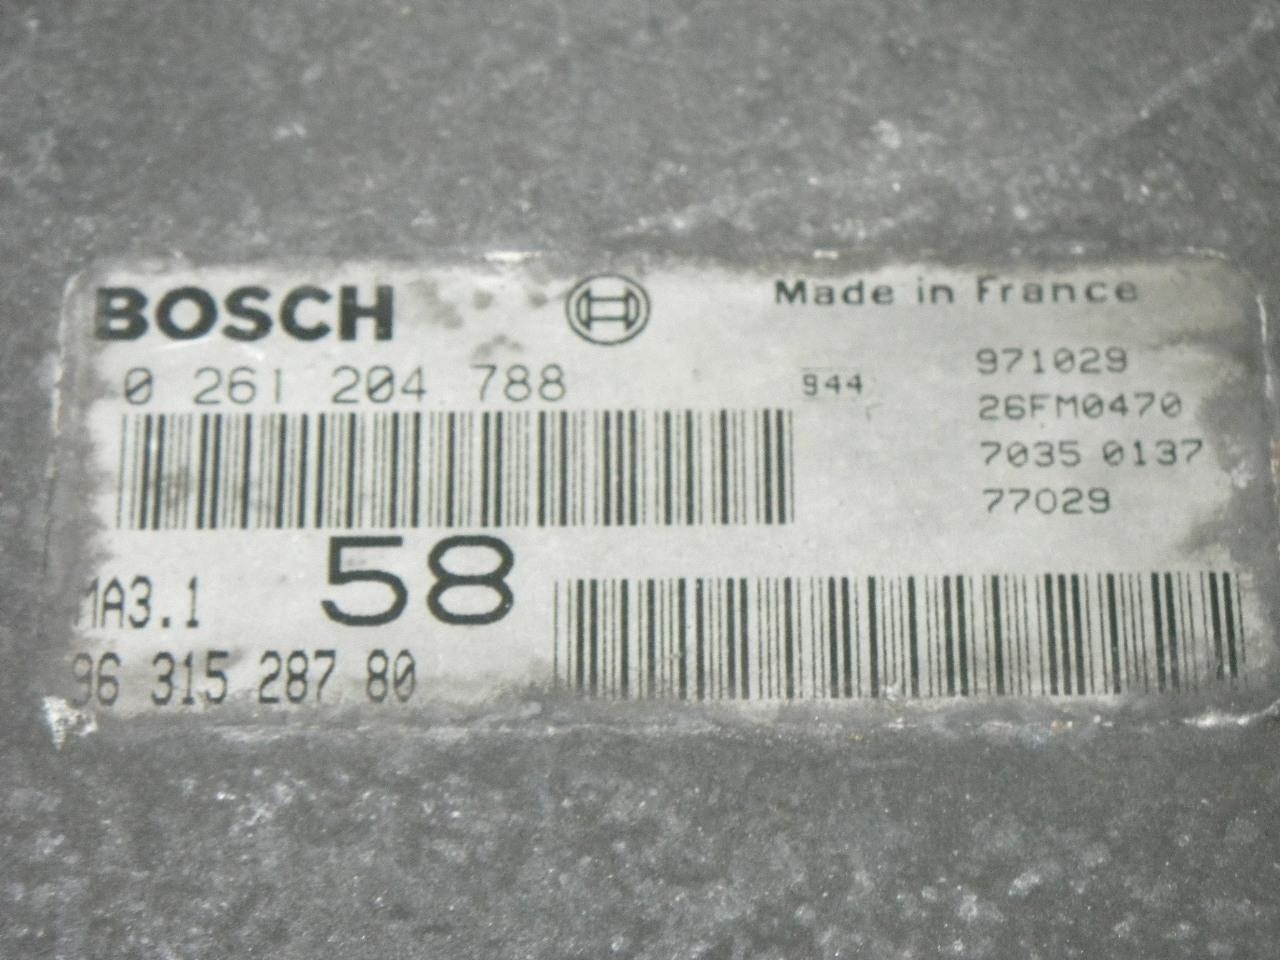 BOSCH
Made in France
0 261 204 788
944
971029
26FM0470
7035 0137
77029
MA3.1
58
96 315 287 80